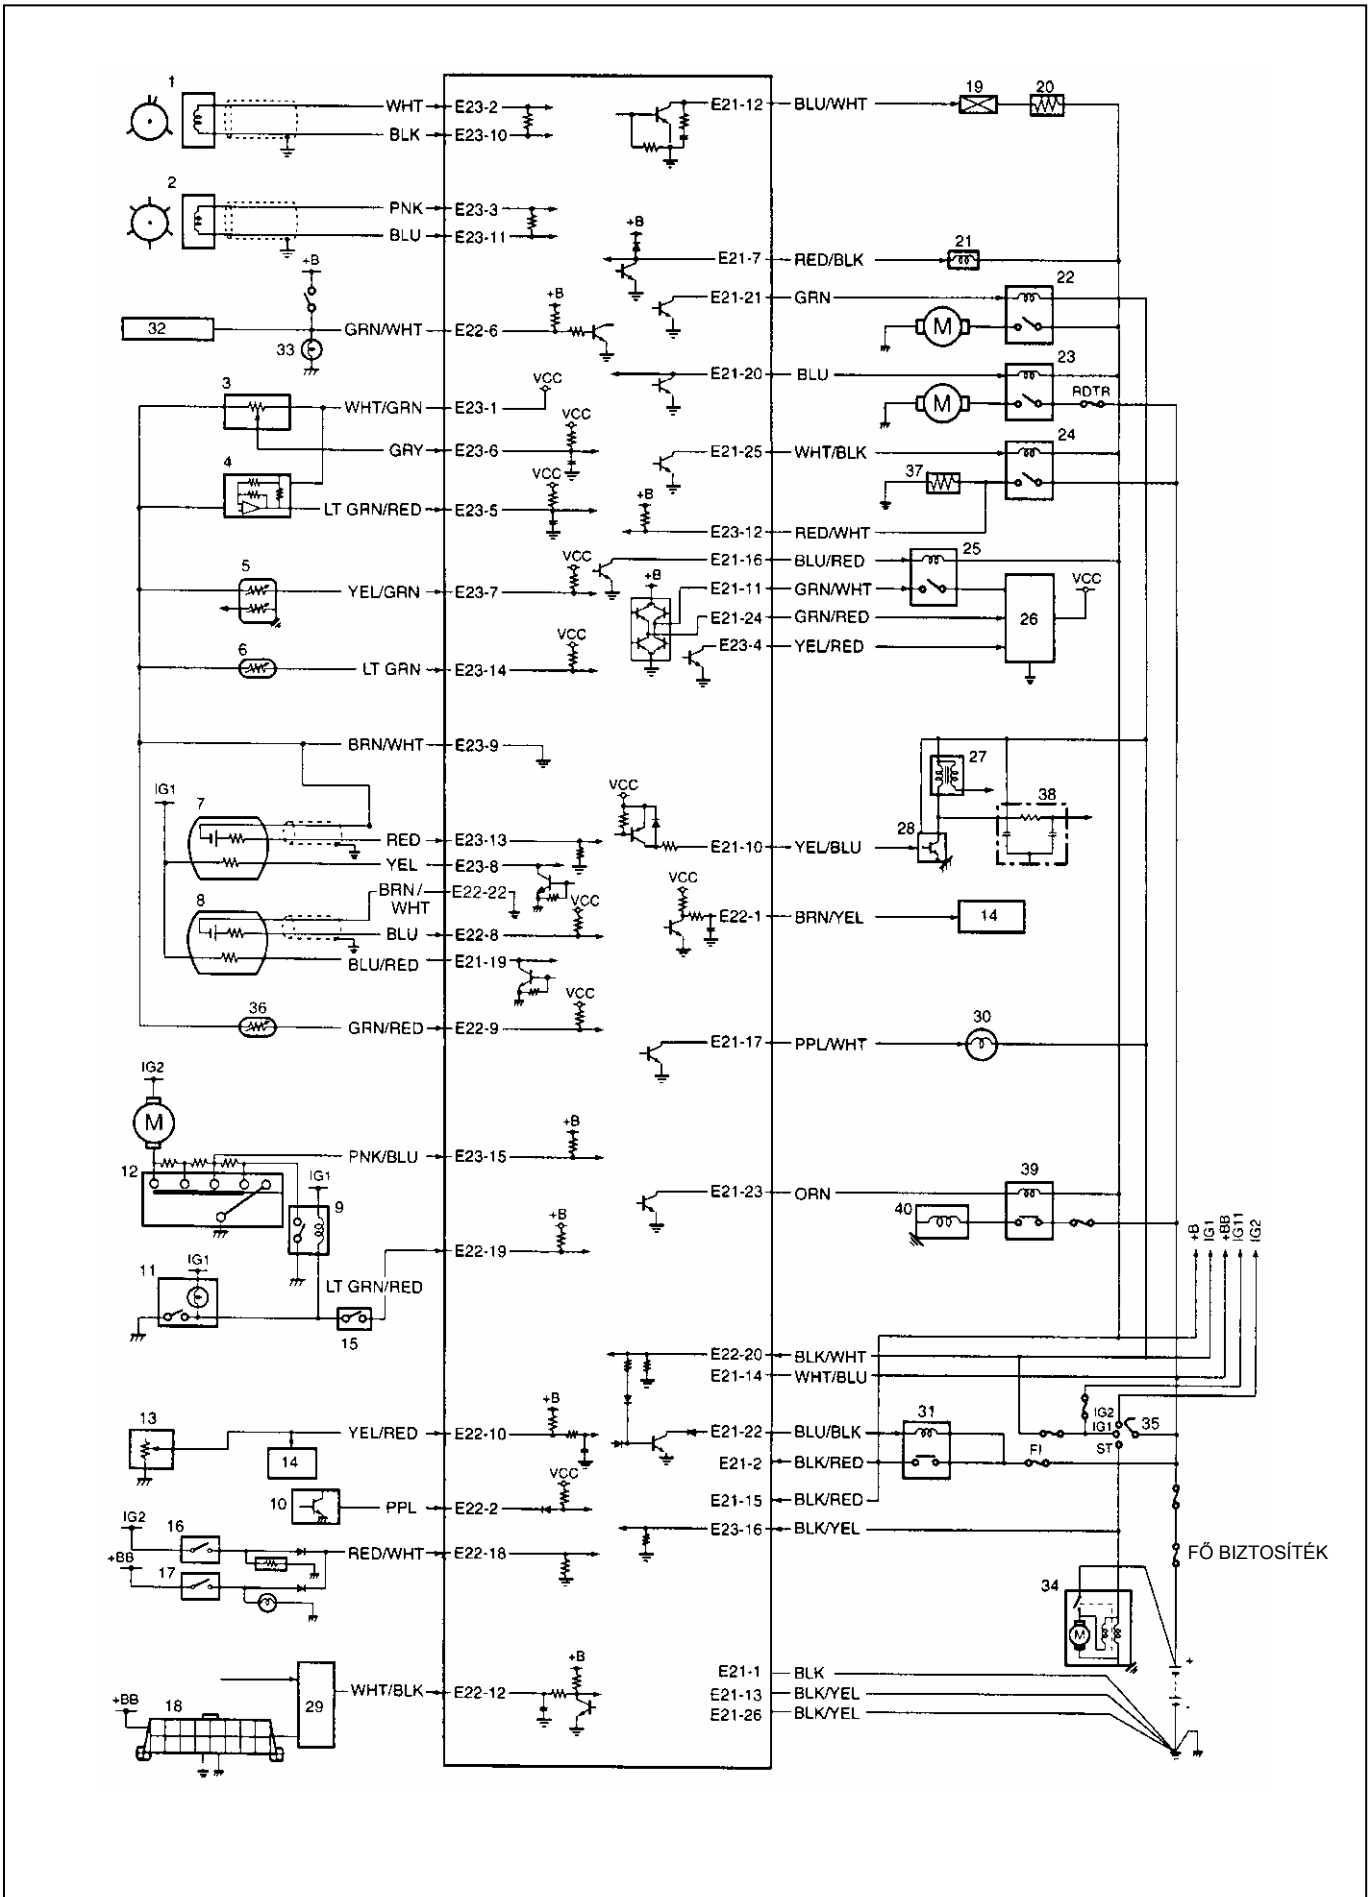 1
WHT E23-2
BLK E23-10
2
PNK E23-3
BLU E23-11
+B
32
GRN/WHT E22-6
+B
33
3
WHT/GRN E23-1
VCC
GRY E23-6
VCC
4
LT GRN/RED E23-5
VCC
5
YEL/GRN E23-7
VCC
6
LT GRN E23-14
VCC
BRN/WHT E23-9
IG1
7
RED E23-13
YEL E23-8
BRN/
WHT
E22-22
8
BLU E22-8
VCC
BLU/RED E21-19
36
GRN/RED E22-9
VCC
IG2
M
PNK/BLU E23-15
+B
12
IG1
9
E22-19
+B
LT GRN/RED
11
IG1
15
13
YEL/RED E22-10
+B
14
10
PPL E22-2
VCC
IG2
16
RED/WHT E22-18
+BB
17
WHT/BLK E22-12
+B
+BB
18
29
E21-12 BLU/WHT
19
20
+B
E21-7 RED/BLK
21
E21-21 GRN
22
M
E21-20 BLU
23
M
RDTR
E21-25 WHT/BLK
24
37
+B
E23-12 RED/WHT
E21-16 BLU/RED
25
+B
E21-11 GRN/WHT
VCC
E21-24 GRN/RED
26
E23-4 YEL/RED
27
VCC
38
28
E21-10 YEL/BLU
VCC
E22-1 BRN/YEL
14
E21-17 PPL/WHT
30
E21-23 ORN
39
40
+B
IG1
+BB
IG11
IG2
E22-20 BLK/WHT
E21-14 WHT/BLU
IG2
IG1
ST
35
E21-22 BLU/BLK
31
FI
E21-2 BLK/RED
E21-15 BLK/RED
E23-16 BLK/YEL
FŐ BIZTOSÍTÉK
34
M
E21-1 BLK
E21-13 BLK/YEL
E21-26 BLK/YEL
+
-